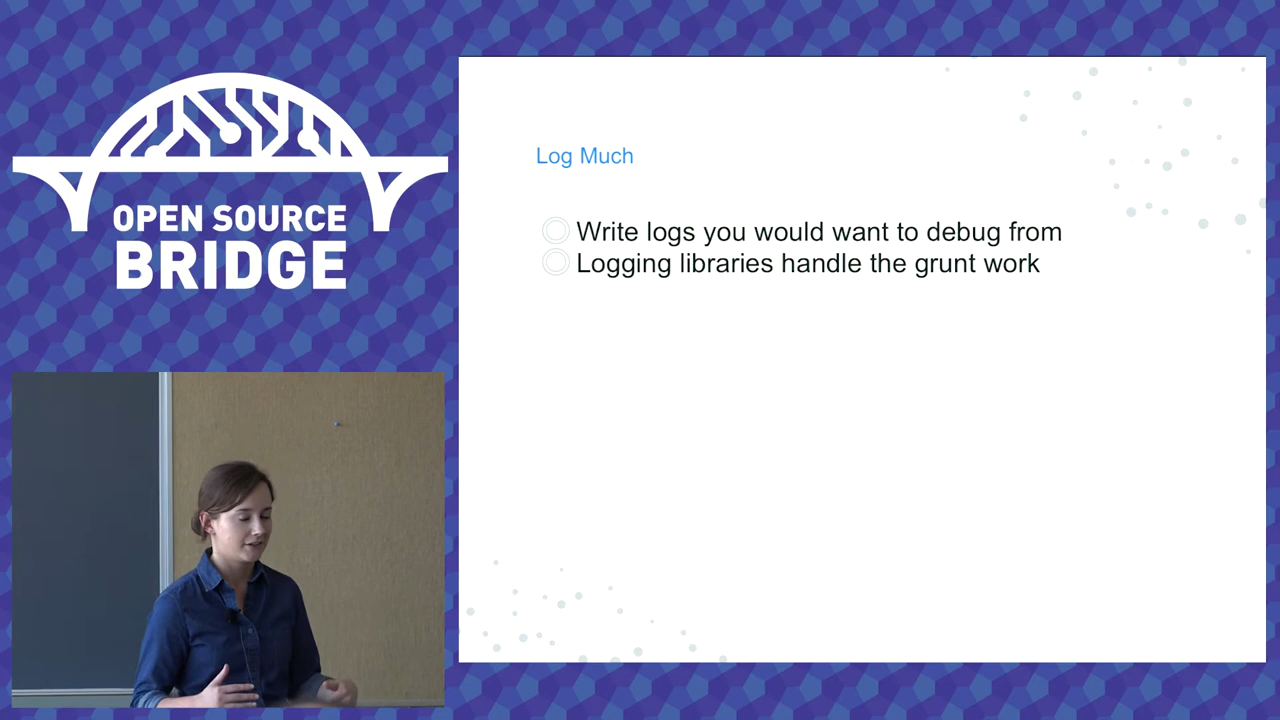 OPEN SOURCE
BRIDGE
Log Much
Write logs you would want to debug from
Logging libraries handle the grunt work